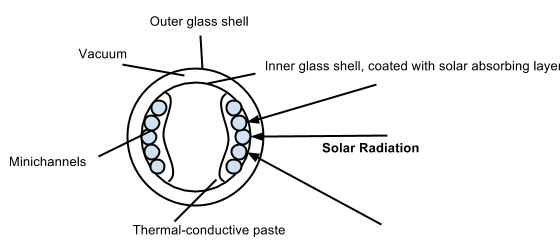 Outer glass shell
Vacuum
Inner glass shell, coated with solar absorbing layer
Solar Radiation
Minichannels
Thermal-conductive paste